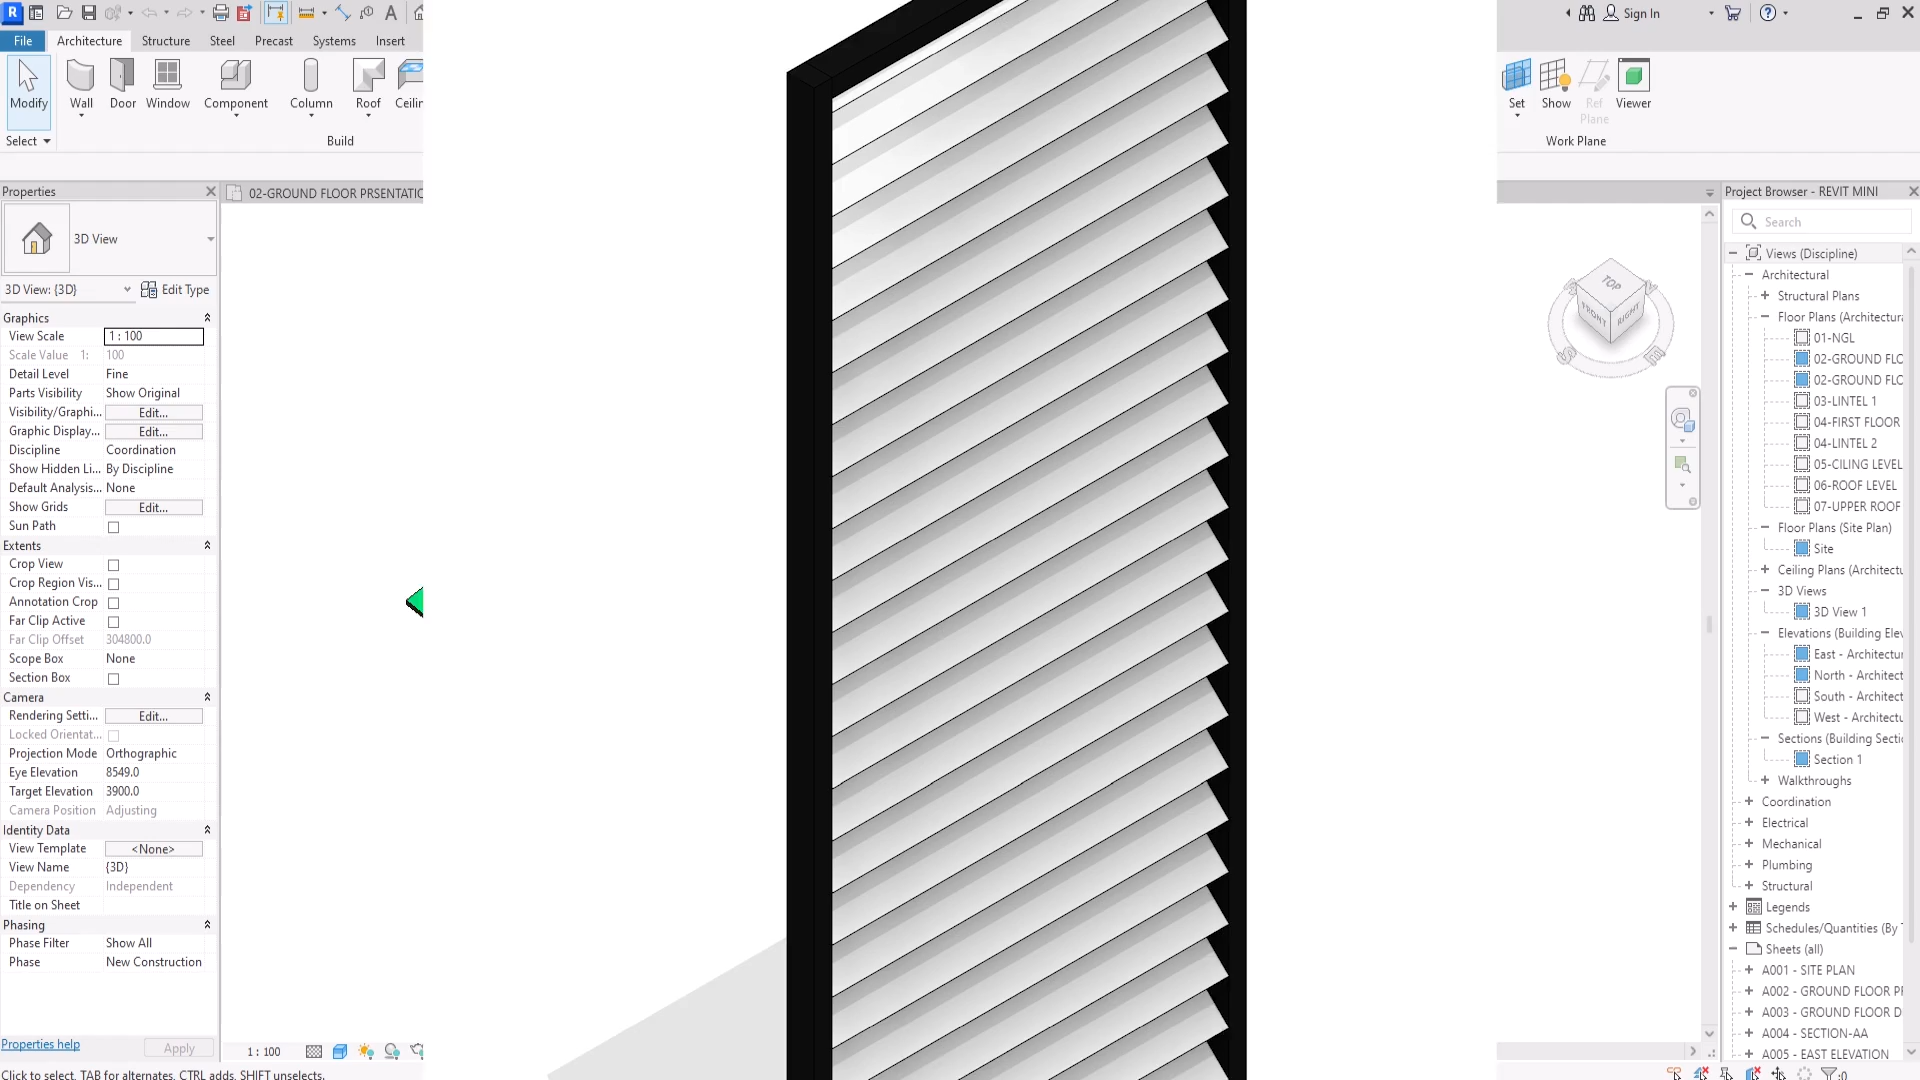 Sign In
File Architecture Structure Steel Precast Systems Insert
Modify Wall Door Window Component Column Roof
Set Show Ref Plane Viewer
Select Build Work Plane
Properties
02-GROUND FLOOR
3D View
3D View: {3D} Edit Type
Graphics
View Scale 1 : 100
Scale Value 1: 100
Detail Level Fine
Parts Visibility Show Original
Visibility/Graphi... Edit...
Graphic Display... Edit...
Discipline Coordination
Show Hidden Li... By Discipline
Default Analysis... None
Show Grids Edit...
Sun Path
Extents
Crop View
Crop Region Vis...
Annotation Crop
Far Clip Active
Far Clip Offset 304800.0
Scope Box None
Section Box
Camera
Rendering Setti... Edit...
Locked Orientat...
Projection Mode Orthographic
Eye Elevation 8549.0
Target Elevation 3900.0
Camera Position Adjusting
Identity Data
View Template <None>
View Name {3D}
Dependency Independent
Title on Sheet
Phasing
Phase Filter Show All
Phase New Construction
Properties help Apply
1 : 100
Click to select, TAB for alternates, CTRL adds, SHIFT unselects.
TOP
FRONT RIGHT
S E
Project Browser - REVIT MINI
Search
Views (Discipline)
Architectural
Structural Plans
Floor Plans (Architectura
01-NGL
02-GROUND FLO
02-GROUND FLO
03-LINTEL 1
04-FIRST FLOOR
04-LINTEL 2
05-CILING LEVEL
06-ROOF LEVEL
07-UPPER ROOF
Floor Plans (Site Plan)
Site
Ceiling Plans (Architectu
3D Views
3D View 1
Elevations (Building Elev
East - Architectur
North - Architect
South - Architect
West - Architectu
Sections (Building Secti
Section 1
Walkthroughs
Coordination
Electrical
Mechanical
Plumbing
Structural
Legends
Schedules/Quantities (By
Sheets (all)
A001 - SITE PLAN
A002 - GROUND FLOOR
A003 - GROUND FLOOR D
A004 - SECTION-AA
A005 - EAST ELEVATION
:0